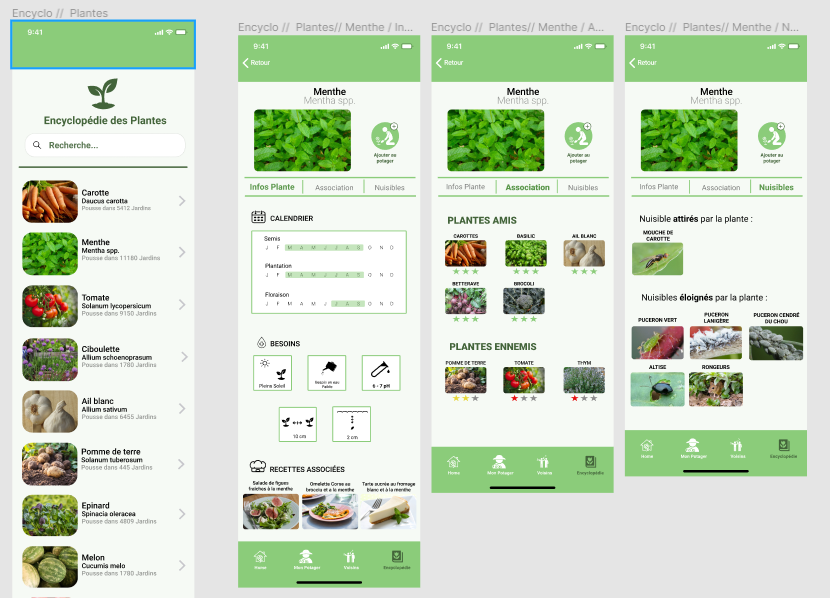 Encyclo // Plantes
9:41
Encyclopédie des Plantes
Recherche...
Carotte
Daucus carotta
Pousse dans 5412 Jardins
Menthe
Mentha spp.
Pousse dans 11180 Jardins
Tomate
Solanum lycopersicum
Pousse dans 9150 Jardins
Ciboulette
Allium schoenoprasum
Pousse dans 1780 Jardins
Ail blanc
Allium sativum
Pousse dans 6455 Jardins
Pomme de terre
Solanum tuberosum
Pousse dans 445 Jardins
Epinard
Spinacia oleracea
Pousse dans 4809 Jardins
Melon
Cucumis melo
Pousse dans 1780 Jardins
Encyclo // Plantes// Menthe / In...
9:41
Retour
Menthe
Mentha spp.
Ajouter au
potager
Infos Plante
Association
Nuisibles
CALENDRIER
Semis
J F M A M J J A S O N D
Plantation
J F M A M J J A S O N D
Floraison
J F M A M J J A S O N D
BESOINS
Pleins Soleil
Besoin en eau
Faible
6 - 7 pH
10 cm
2 cm
RECETTES ASSOCIÉES
Salade de figues
fraîches à la menthe
Omelette Corse au
broccio et à la menthe
Tarte sucrée au fromage
blanc et à la menthe
Home
Mon Potager
Voisins
Encyclopédie
Encyclo // Plantes// Menthe / A...
9:41
Retour
Menthe
Mentha spp.
Ajouter au
potager
Infos Plante
Association
Nuisibles
PLANTES AMIS
CAROTTES
BASILIC
AIL BLANC
BETTERAVE
BROCOLI
PLANTES ENNEMIS
POMME DE TERRE
TOMATE
THYM
Home
Mon Potager
Voisins
Encyclopédie
Encyclo // Plantes// Menthe / N...
9:41
Retour
Menthe
Mentha spp.
Ajouter au
potager
Infos Plante
Association
Nuisibles
Nuisible attirés par la plante :
MOUCHE DE
CAROTTE
Nuisibles éloignés par la plante :
PUCERON VERT
PUCERON
LANIGÈRE
PUCERON CENDRÉ
DU CHOU
ALTISE
RONGEURS
Home
Mon Potager
Voisins
Encyclopédie